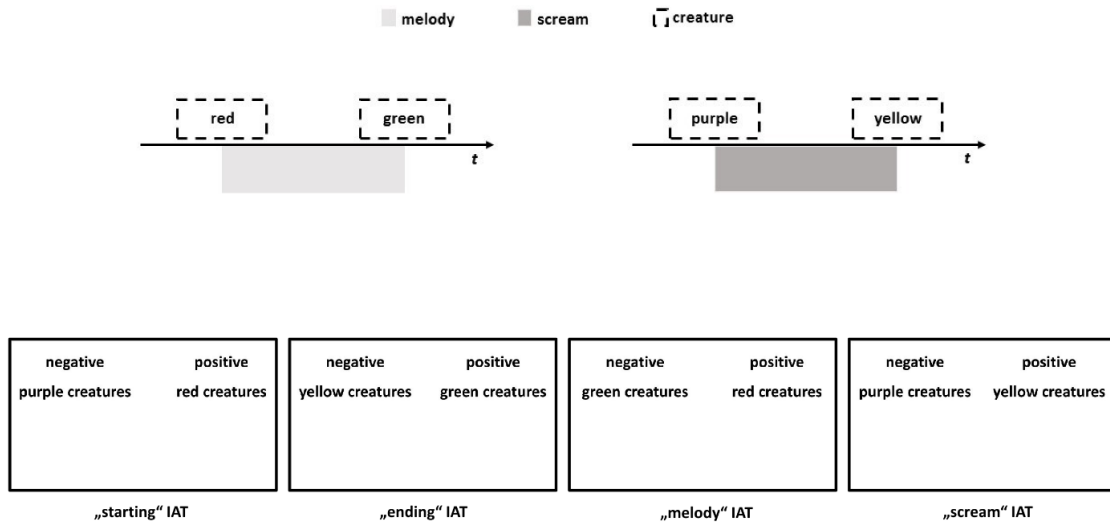 melody scream creature
red green purple yellow
t t
negative positive negative positive negative positive negative positive
purple creatures red creatures yellow creatures green creatures green creatures red creatures purple creatures yellow creatures
„starting“ IAT „ending“ IAT „melody“ IAT „scream“ IAT